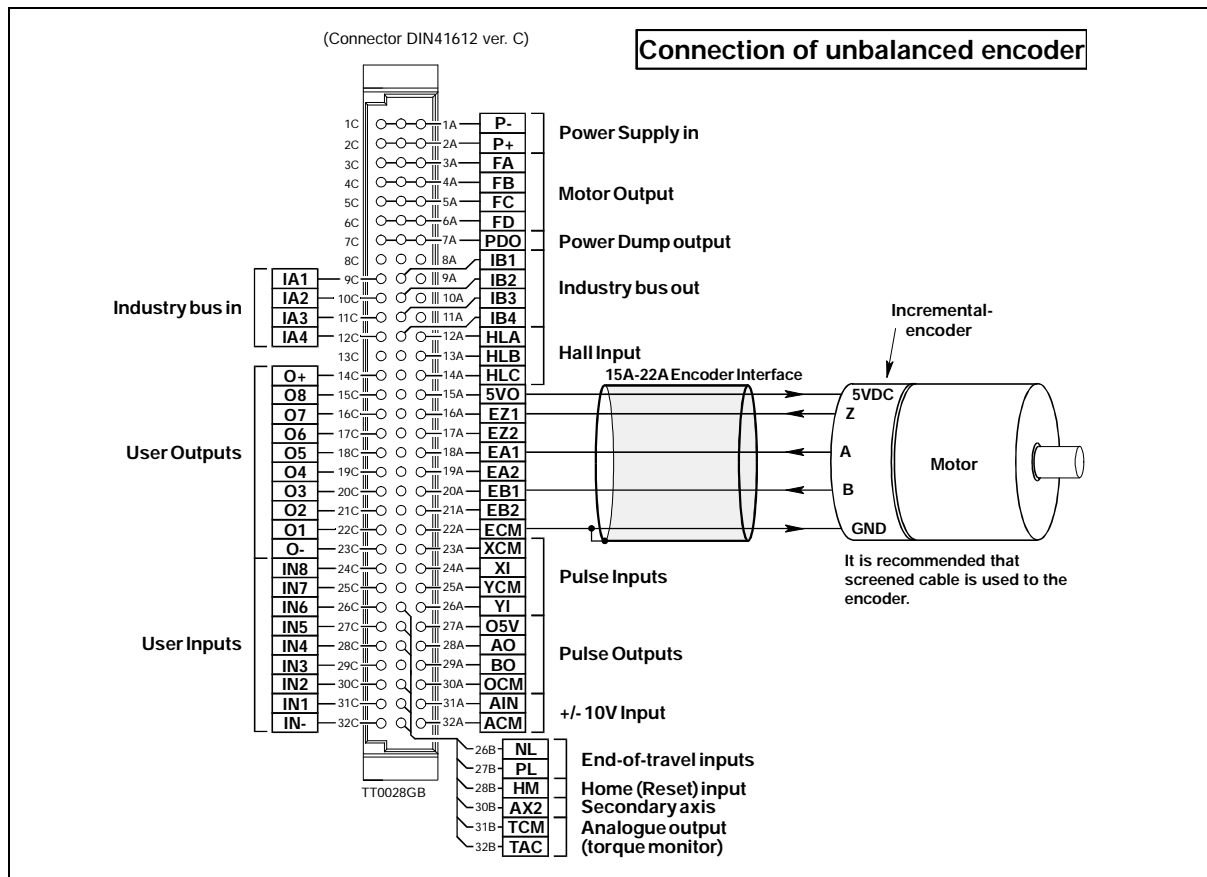 (Connector DIN41612 ver. C)
Connection of unbalanced encoder
1C 1A P-
2C 2A P+
Power Supply in
3C 3A FA
4C 4A FB
5C 5A FC
6C 6A FD
Motor Output
7C 7A PDO
Power Dump output
8C 8A IB1
IA1 9C 9A IB2
IA2 10C 10A IB3
IA3 11C 11A IB4
IA4 12C 12A HLA
Industry bus in
Industry bus out
13C 13A HLB
O+ 14C 14A HLC
Hall Input
15A-22A Encoder Interface
Incremental-
encoder
O8 15C 15A 5VO 5VDC
O7 16C 16A EZ1 Z
O6 17C 17A EZ2
O5 18C 18A EA1 A
User Outputs
Motor
O4 19C 19A EA2
O3 20C 20A EB1 B
O2 21C 21A EB2
O1 22C 22A ECM GND
O- 23C 23A XCM
IN8 24C 24A XI
IN7 25C 25A YCM
IN6 26C 26A YI
Pulse Inputs
It is recommended that
screened cable is used to the
encoder.
IN5 27C 27A O5V
IN4 28C 28A AO
IN3 29C 29A BO
IN2 30C 30A OCM
User Inputs
Pulse Outputs
IN1 31C 31A AIN
IN- 32C 32A ACM
+/- 10V Input
26B NL
27B PL
End-of-travel inputs
28B HM Home (Reset) input
30B AX2 Secondary axis
31B TCM Analogue output
32B TAC (torque monitor)
TT0028GB